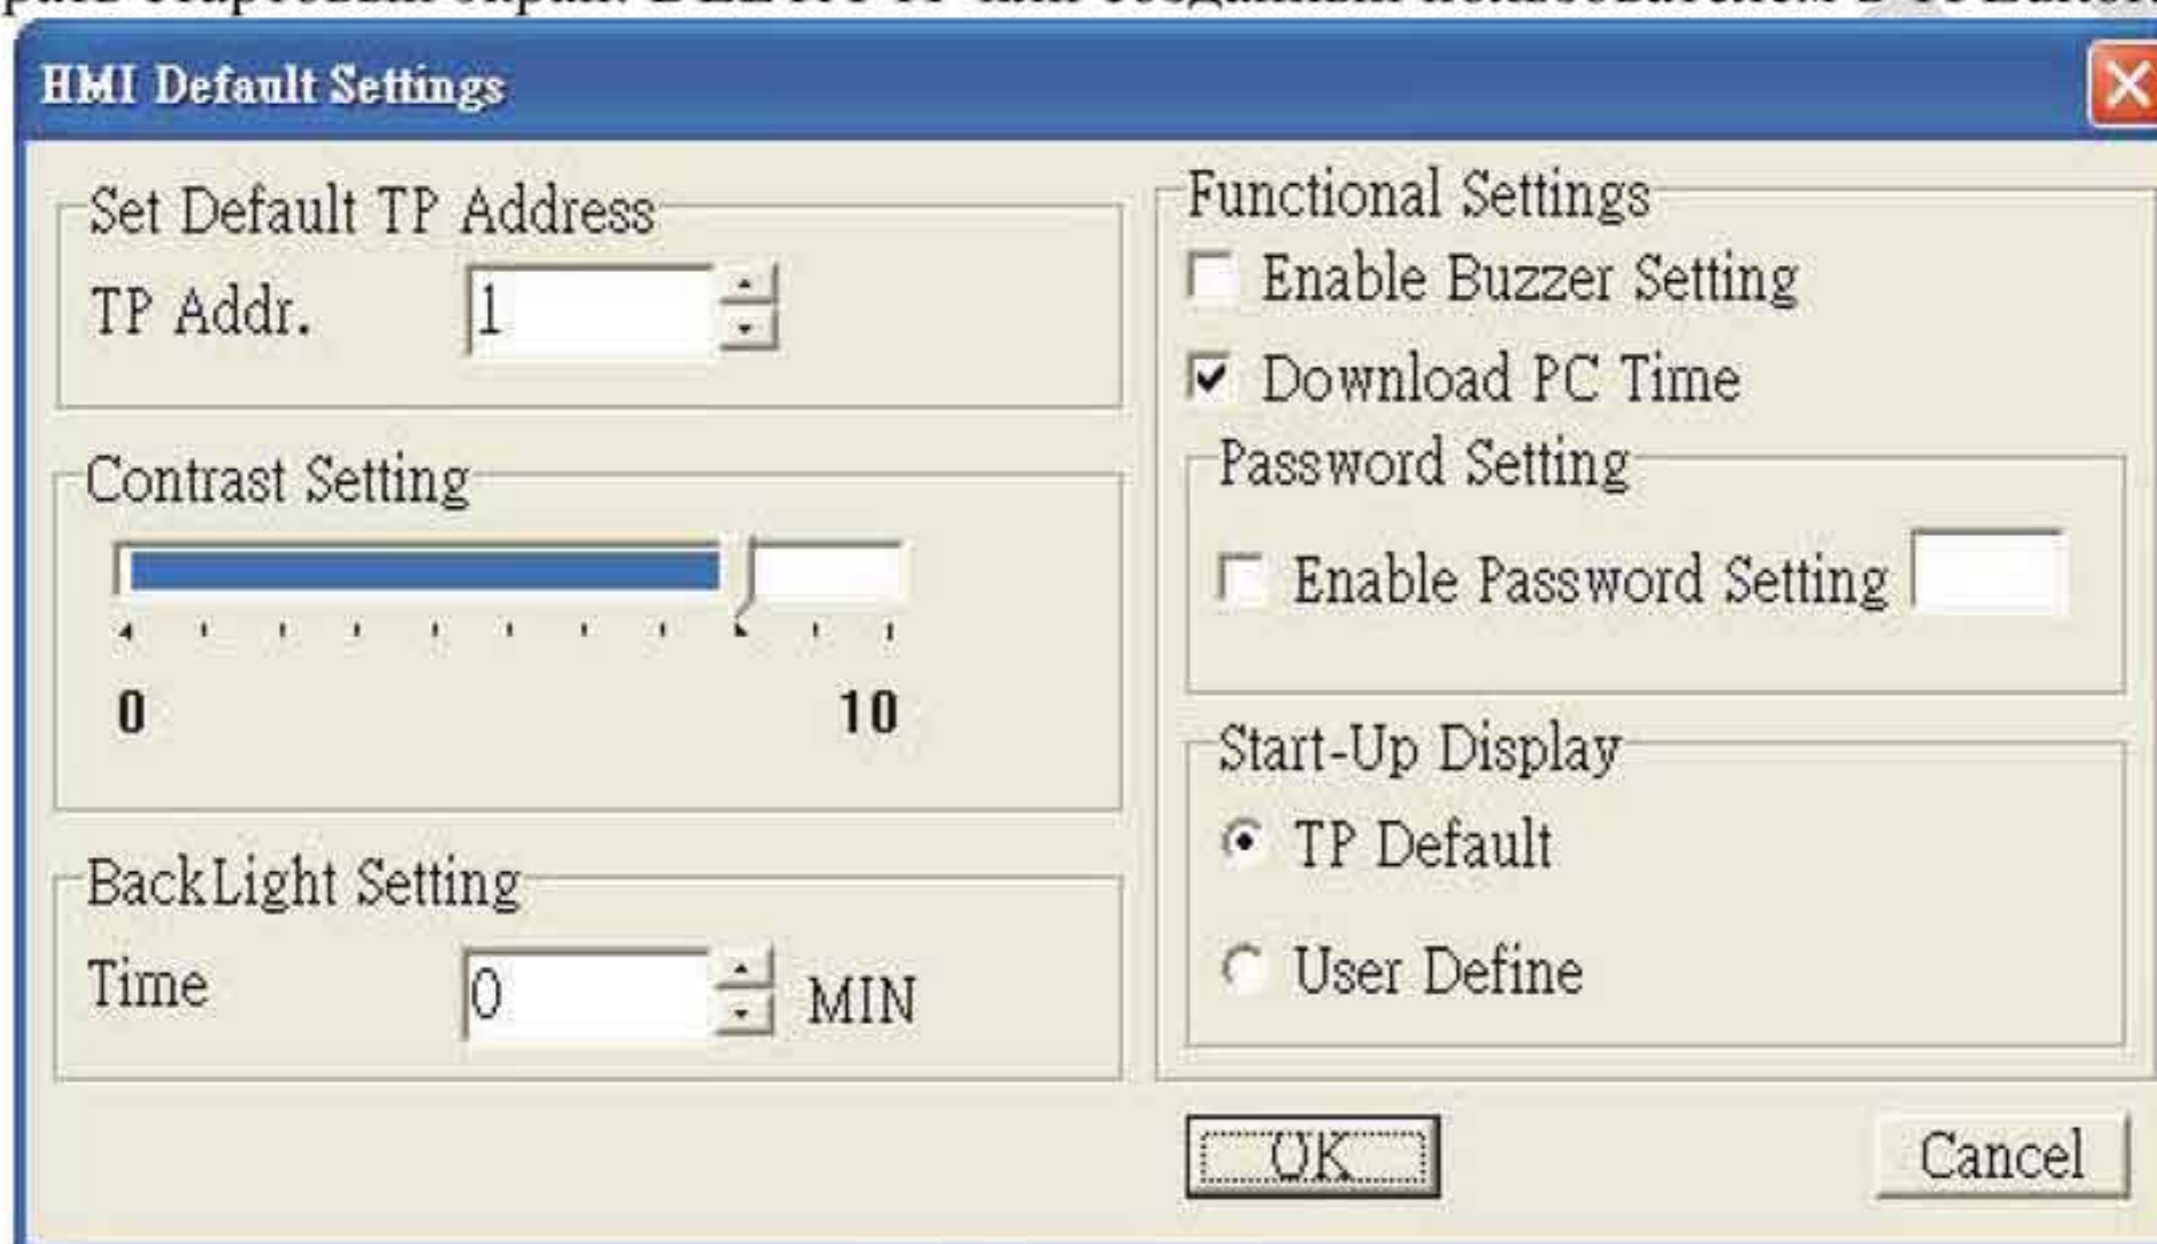 HMI Default Settings
Set Default TP Address
TP Addr. 1
Contrast Setting
0 10
BackLight Setting
Time 0 MIN
Functional Settings
Enable Buzzer Setting
Download PC Time
Password Setting
Enable Password Setting
Start-Up Display
TP Default
User Define
OK Cancel